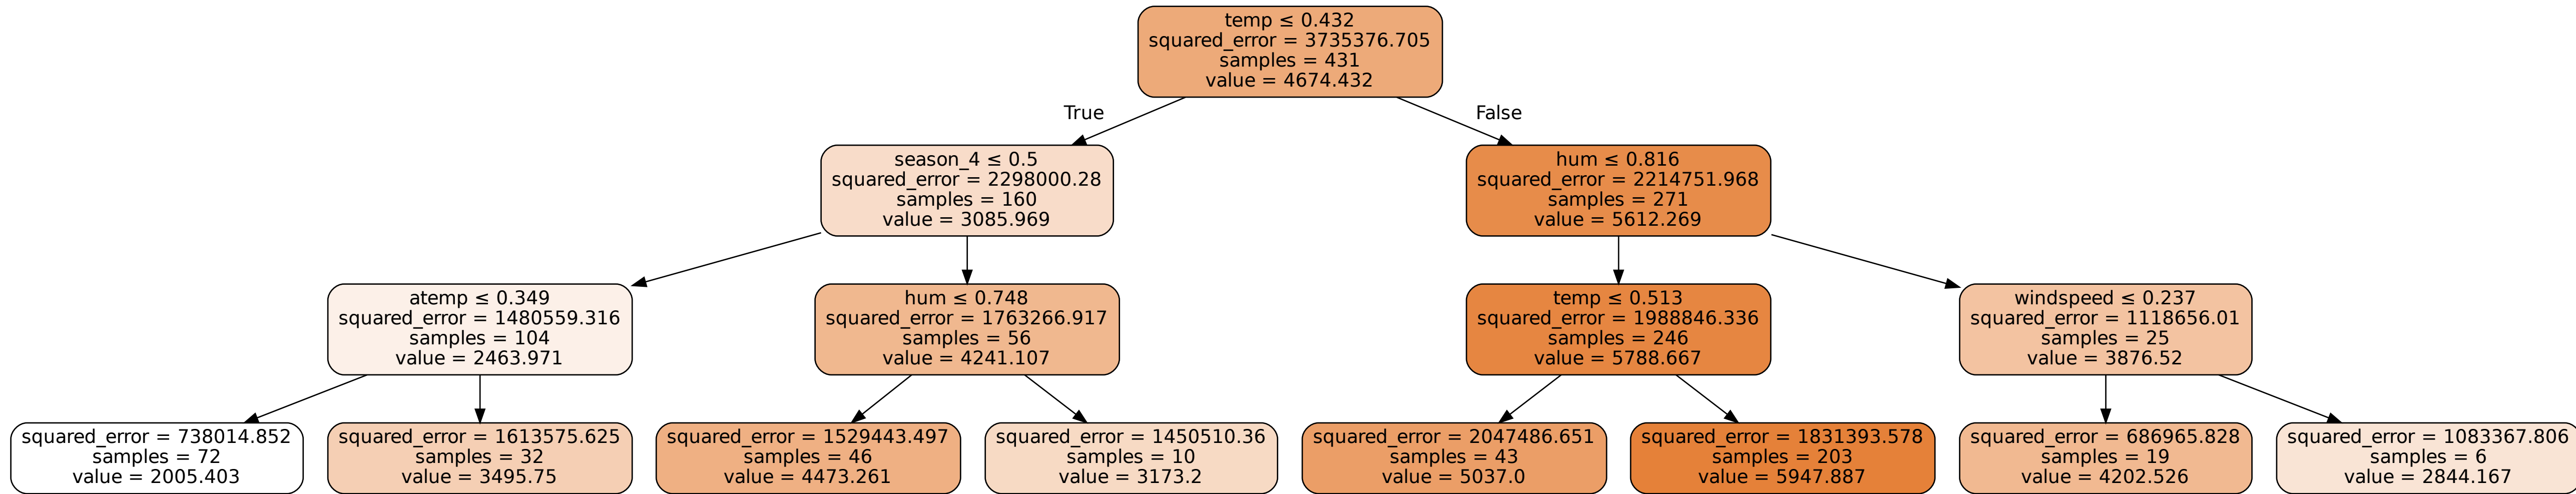 temp ≤ 0.432
squared_error = 3735376.705
samples = 431
value = 4674.432
True
False
season_4 ≤ 0.5
squared_error = 2298000.28
samples = 160
value = 3085.969
hum ≤ 0.816
squared_error = 2214751.968
samples = 271
value = 5612.269
atemp ≤ 0.349
squared_error = 1480559.316
samples = 104
value = 2463.971
hum ≤ 0.748
squared_error = 1763266.917
samples = 56
value = 4241.107
temp ≤ 0.513
squared_error = 1988846.336
samples = 246
value = 5788.667
windspeed ≤ 0.237
squared_error = 1118656.01
samples = 25
value = 3876.52
squared_error = 738014.852
samples = 72
value = 2005.403
squared_error = 1613575.625
samples = 32
value = 3495.75
squared_error = 1529443.497
samples = 46
value = 4473.261
squared_error = 1450510.36
samples = 10
value = 3173.2
squared_error = 2047486.651
samples = 43
value = 5037.0
squared_error = 1831393.578
samples = 203
value = 5947.887
squared_error = 686965.828
samples = 19
value = 4202.526
squared_error = 1083367.806
samples = 6
value = 2844.167